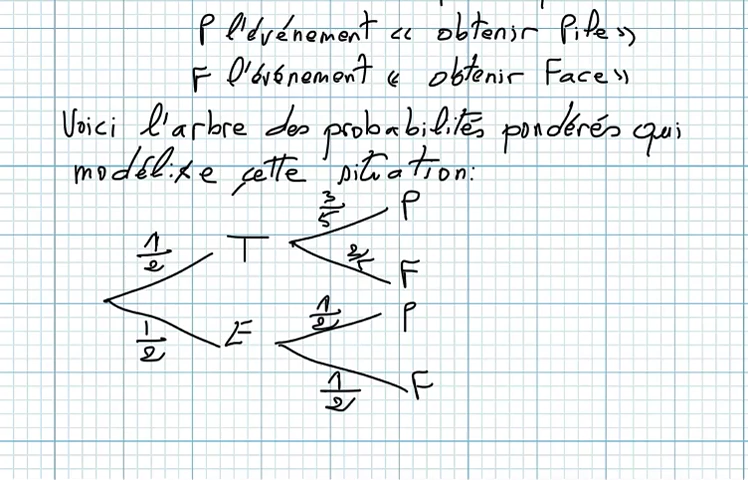 P l'événement « obtenir Pile »
F l'événement « obtenir Face »
Voici l'arbre des probabilités pondérés qui
modélise cette situation:
3/5 P
1/2 T
2/5 F
1/2 P
1/2 E
1/2 F